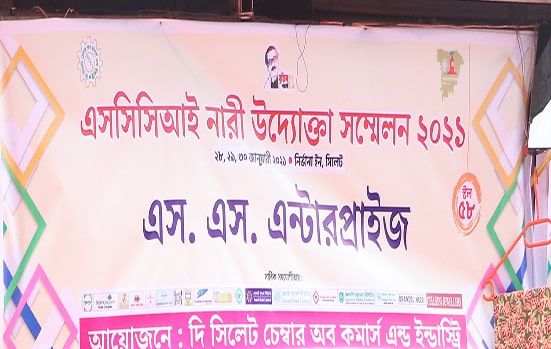 এসসিসিআই নারী উদ্যোক্তা সম্মেলন ২০২১
২৮, ২৯, ৩০ জানুয়ারী ২০২১ • নির্ভানা ইন, সিলেট
স্টল
৫৮
এস. এস. এন্টারপ্রাইজ
সার্বিক সহযোগিতায়:
আয়োজনে : দি সিলেট চেম্বার অব কমার্স এন্ড ইন্ডাস্ট্রি